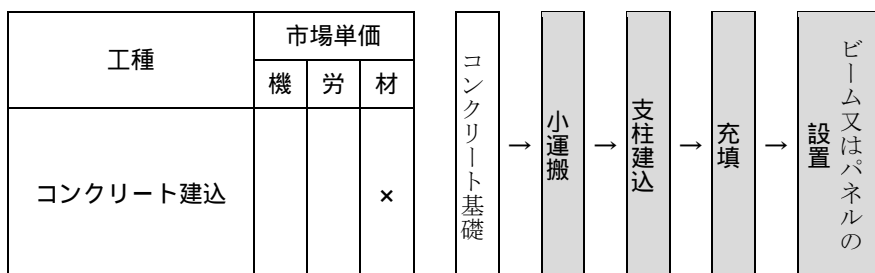 工種
市場単価
機 労 材
コンクリート建込
×
コンクリート基礎
→
小運搬
→
支柱建込
→
充填
→
ビーム又はパネルの
設置